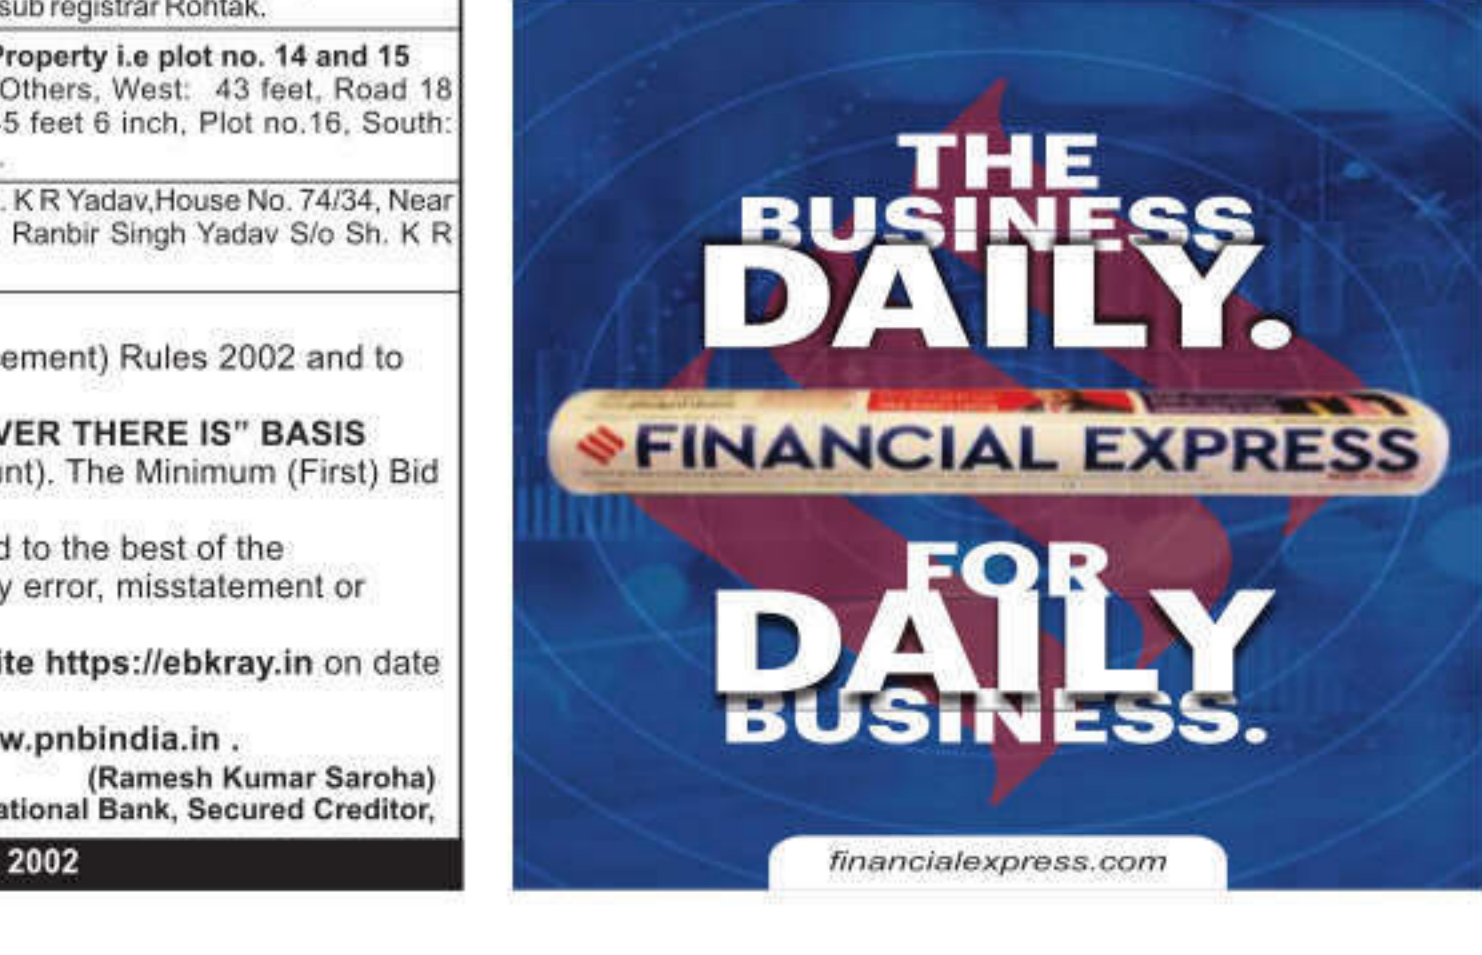 sub registrar Rohtak.
Property i.e plot no. 14 and 15
Others, West: 43 feet, Road 18
5 feet 6 inch, Plot no.16, South:
. K R Yadav,House No. 74/34, Near
Ranbir Singh Yadav S/o Sh. K R
ement) Rules 2002 and to
VER THERE IS” BASIS
unt). The Minimum (First) Bid
d to the best of the
y error, misstatement or
ite https://ebkray.in on date
w.pnbindia.in .
(Ramesh Kumar Saroha)
ational Bank, Secured Creditor,
2002
THE
BUSINESS
DAILY.
FINANCIAL EXPRESS
FOR
DAILY
BUSINESS.
financialexpress.com